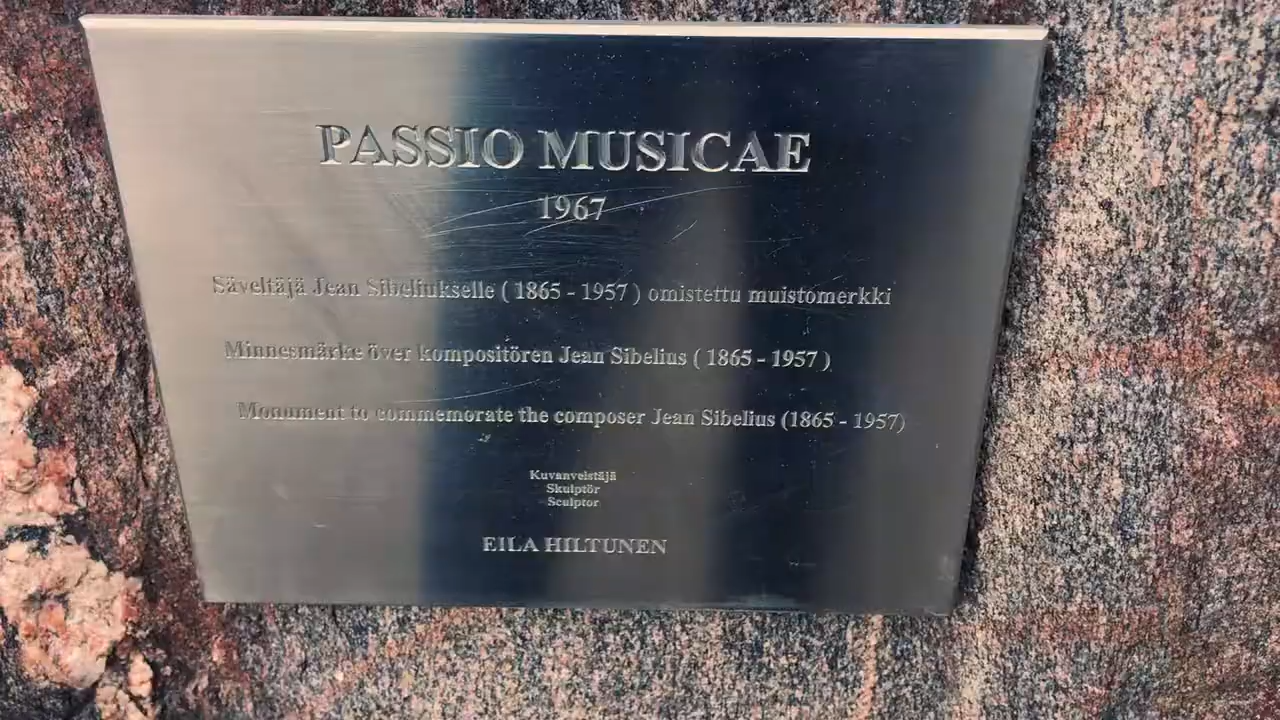 PASSIO MUSICAE
1967
Säveltäjä Jean Sibeliukselle ( 1865 - 1957 ) omistettu muistomerkki
Minnesmärke över kompositören Jean Sibelius ( 1865 - 1957 )
Monument to commemorate the composer Jean Sibelius (1865 - 1957)
Kuvanveistäjä
Skulptör
Sculptor
EILA HILTUNEN